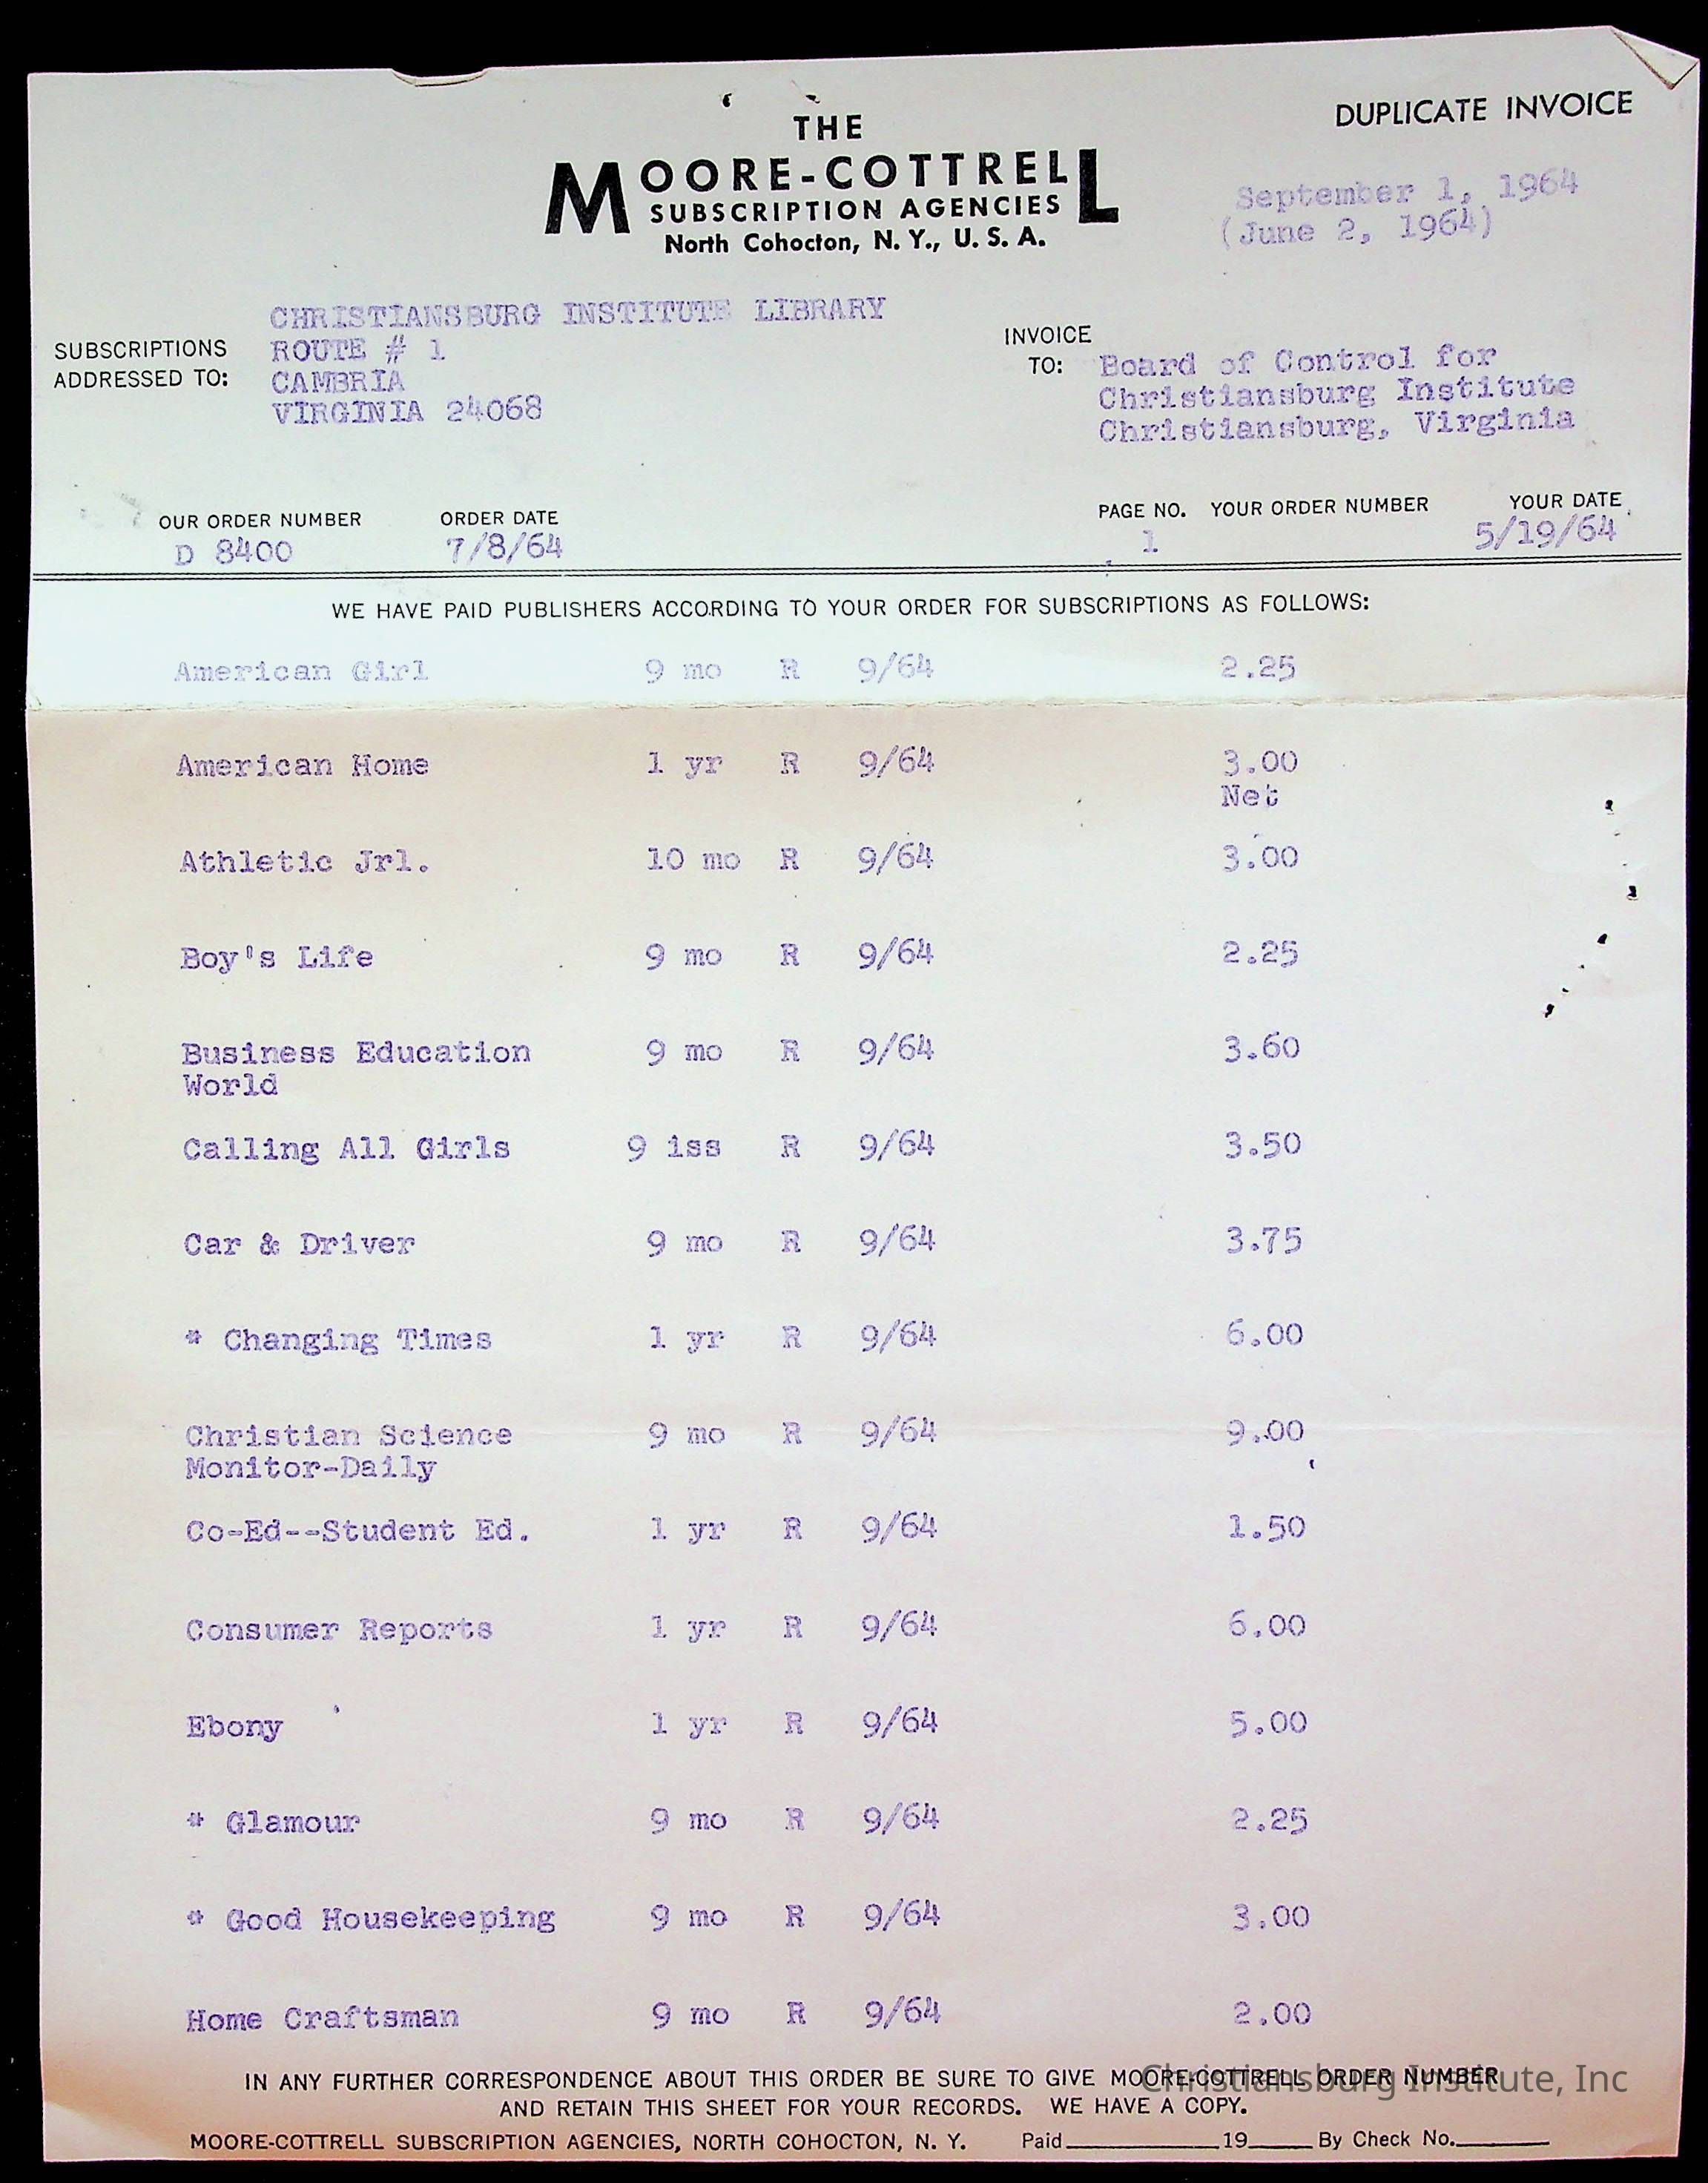 DUPLICATE INVOICE
THE
MOORE-COTTRELL
SUBSCRIPTION AGENCIES
North Cohocton, N. Y., U. S. A.
September 1, 1964
(June 2, 1964)
SUBSCRIPTIONS ADDRESSED TO:
CHRISTIANSBURG INSTITUTE LIBRARY
ROUTE # 1
CAMBRIA
VIRGINIA 24068
INVOICE TO:
Board of Control for
Christiansburg Institute
Christiansburg, Virginia
OUR ORDER NUMBER ORDER DATE PAGE NO. YOUR ORDER NUMBER YOUR DATE
D 8400 7/8/64 1 5/19/64
WE HAVE PAID PUBLISHERS ACCORDING TO YOUR ORDER FOR SUBSCRIPTIONS AS FOLLOWS:
American Girl 9 mo R 9/64 2.25
American Home 1 yr R 9/64 3.00
Net
Athletic Jrl. 10 mo R 9/64 3.00
Boy's Life 9 mo R 9/64 2.25
Business Education 9 mo R 9/64 3.60
World
Calling All Girls 9 iss R 9/64 3.50
Car & Driver 9 mo R 9/64 3.75
* Changing Times 1 yr R 9/64 6.00
Christian Science 9 mo R 9/64 9.00
Monitor-Daily
Co-Ed--Student Ed. 1 yr R 9/64 1.50
Consumer Reports 1 yr R 9/64 6.00
Ebony 1 yr R 9/64 5.00
* Glamour 9 mo R 9/64 2.25
* Good Housekeeping 9 mo R 9/64 3.00
Home Craftsman 9 mo R 9/64 2.00
IN ANY FURTHER CORRESPONDENCE ABOUT THIS ORDER BE SURE TO GIVE MOORE-COTTRELL ORDER NUMBER
AND RETAIN THIS SHEET FOR YOUR RECORDS. WE HAVE A COPY.
MOORE-COTTRELL SUBSCRIPTION AGENCIES, NORTH COHOCTON, N. Y. Paid 19 By Check No.
Christiansburg Institute, Inc